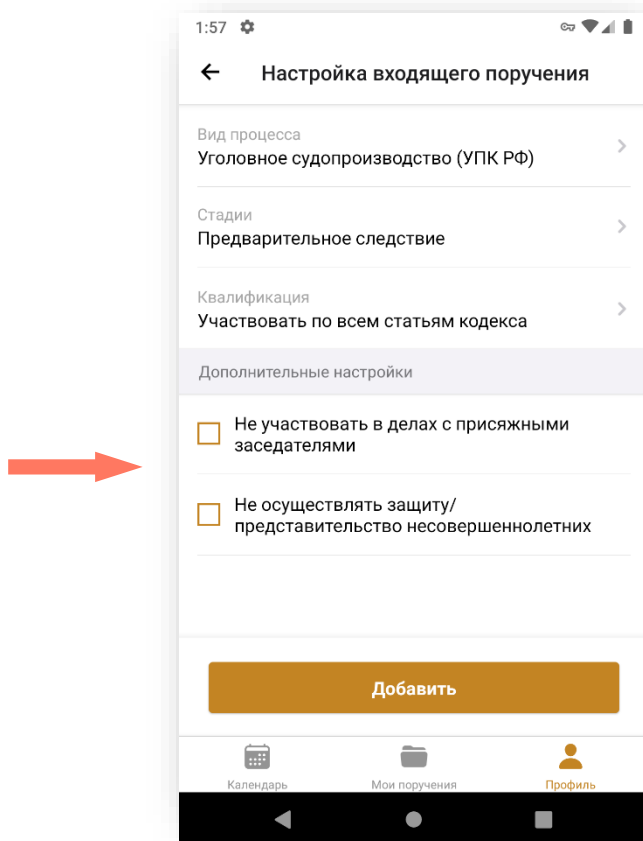 1:57
Настройка входящего поручения
Вид процесса
Уголовное судопроизводство (УПК РФ)
Стадии
Предварительное следствие
Квалификация
Участвовать по всем статьям кодекса
Дополнительные настройки
Не участвовать в делах с присяжными
заседателями
Не осуществлять защиту/
представительство несовершеннолетних
Добавить
Календарь Мои поручения Профиль